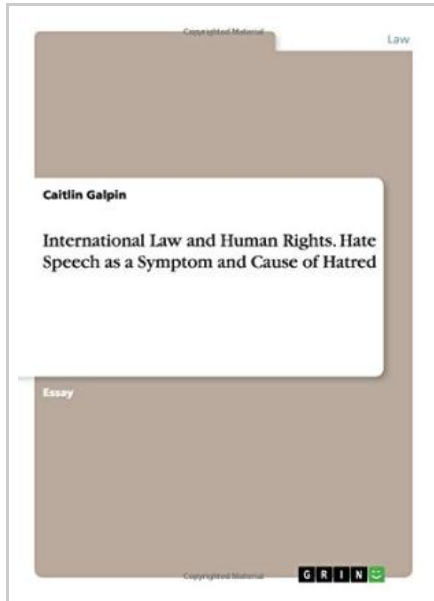 Copyrighted Material
Law
Caitlin Galpin
International Law and Human Rights. Hate
Speech as a Symptom and Cause of Hatred
Essay
Copyrighted Material
GRIN